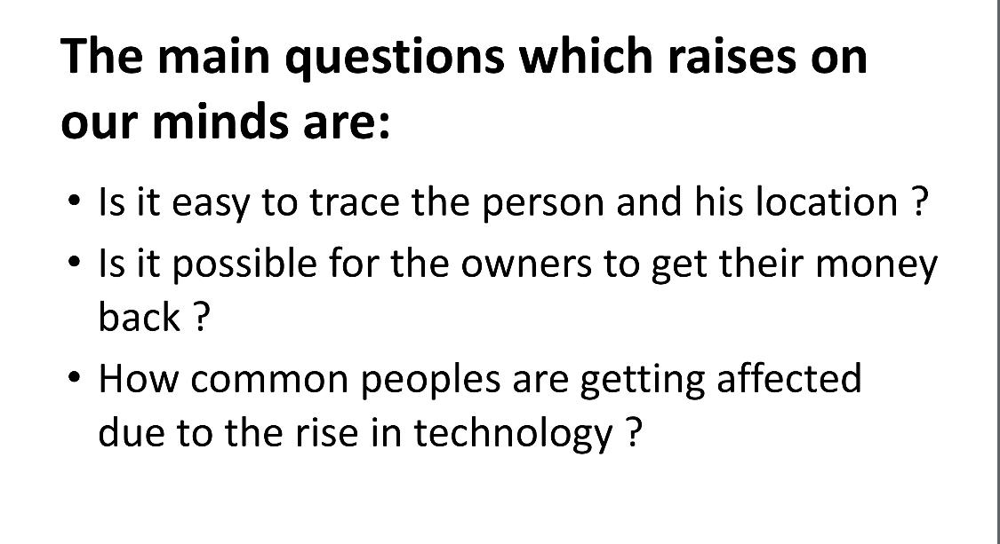 The main questions which raises on
our minds are:
• Is it easy to trace the person and his location ?
• Is it possible for the owners to get their money
back ?
• How common peoples are getting affected
due to the rise in technology ?